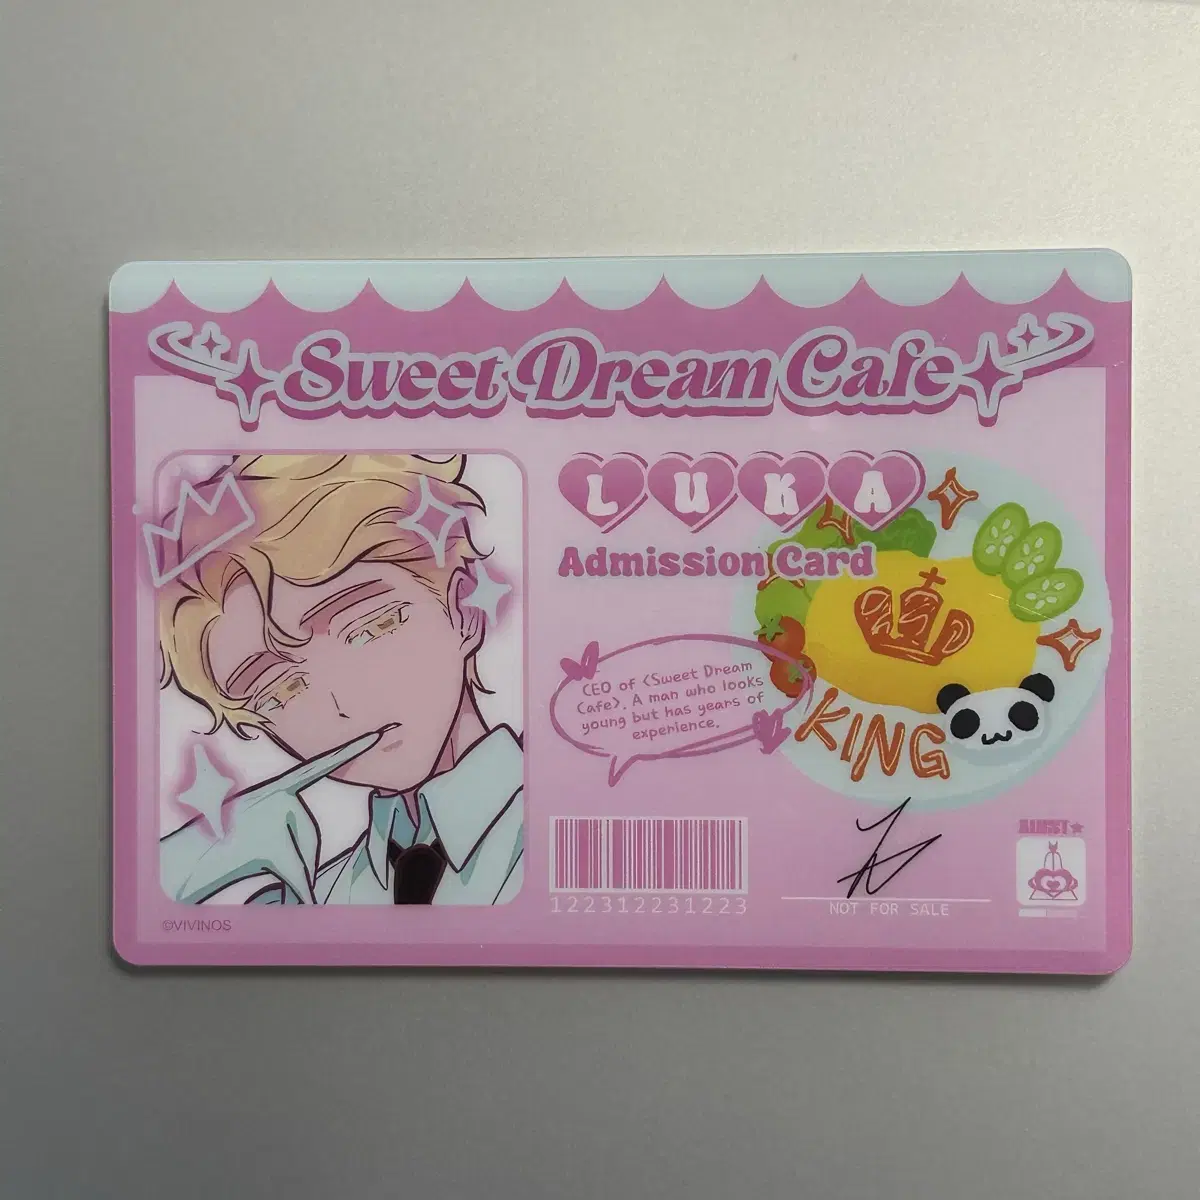 Sweet Dream Cafe
LUKA
Admission Card
CEO of <Sweet Dream
Cafe>. A man who looks
young but has years of
experience.
KING
122312231223
NOT FOR SALE
©VIVINOS